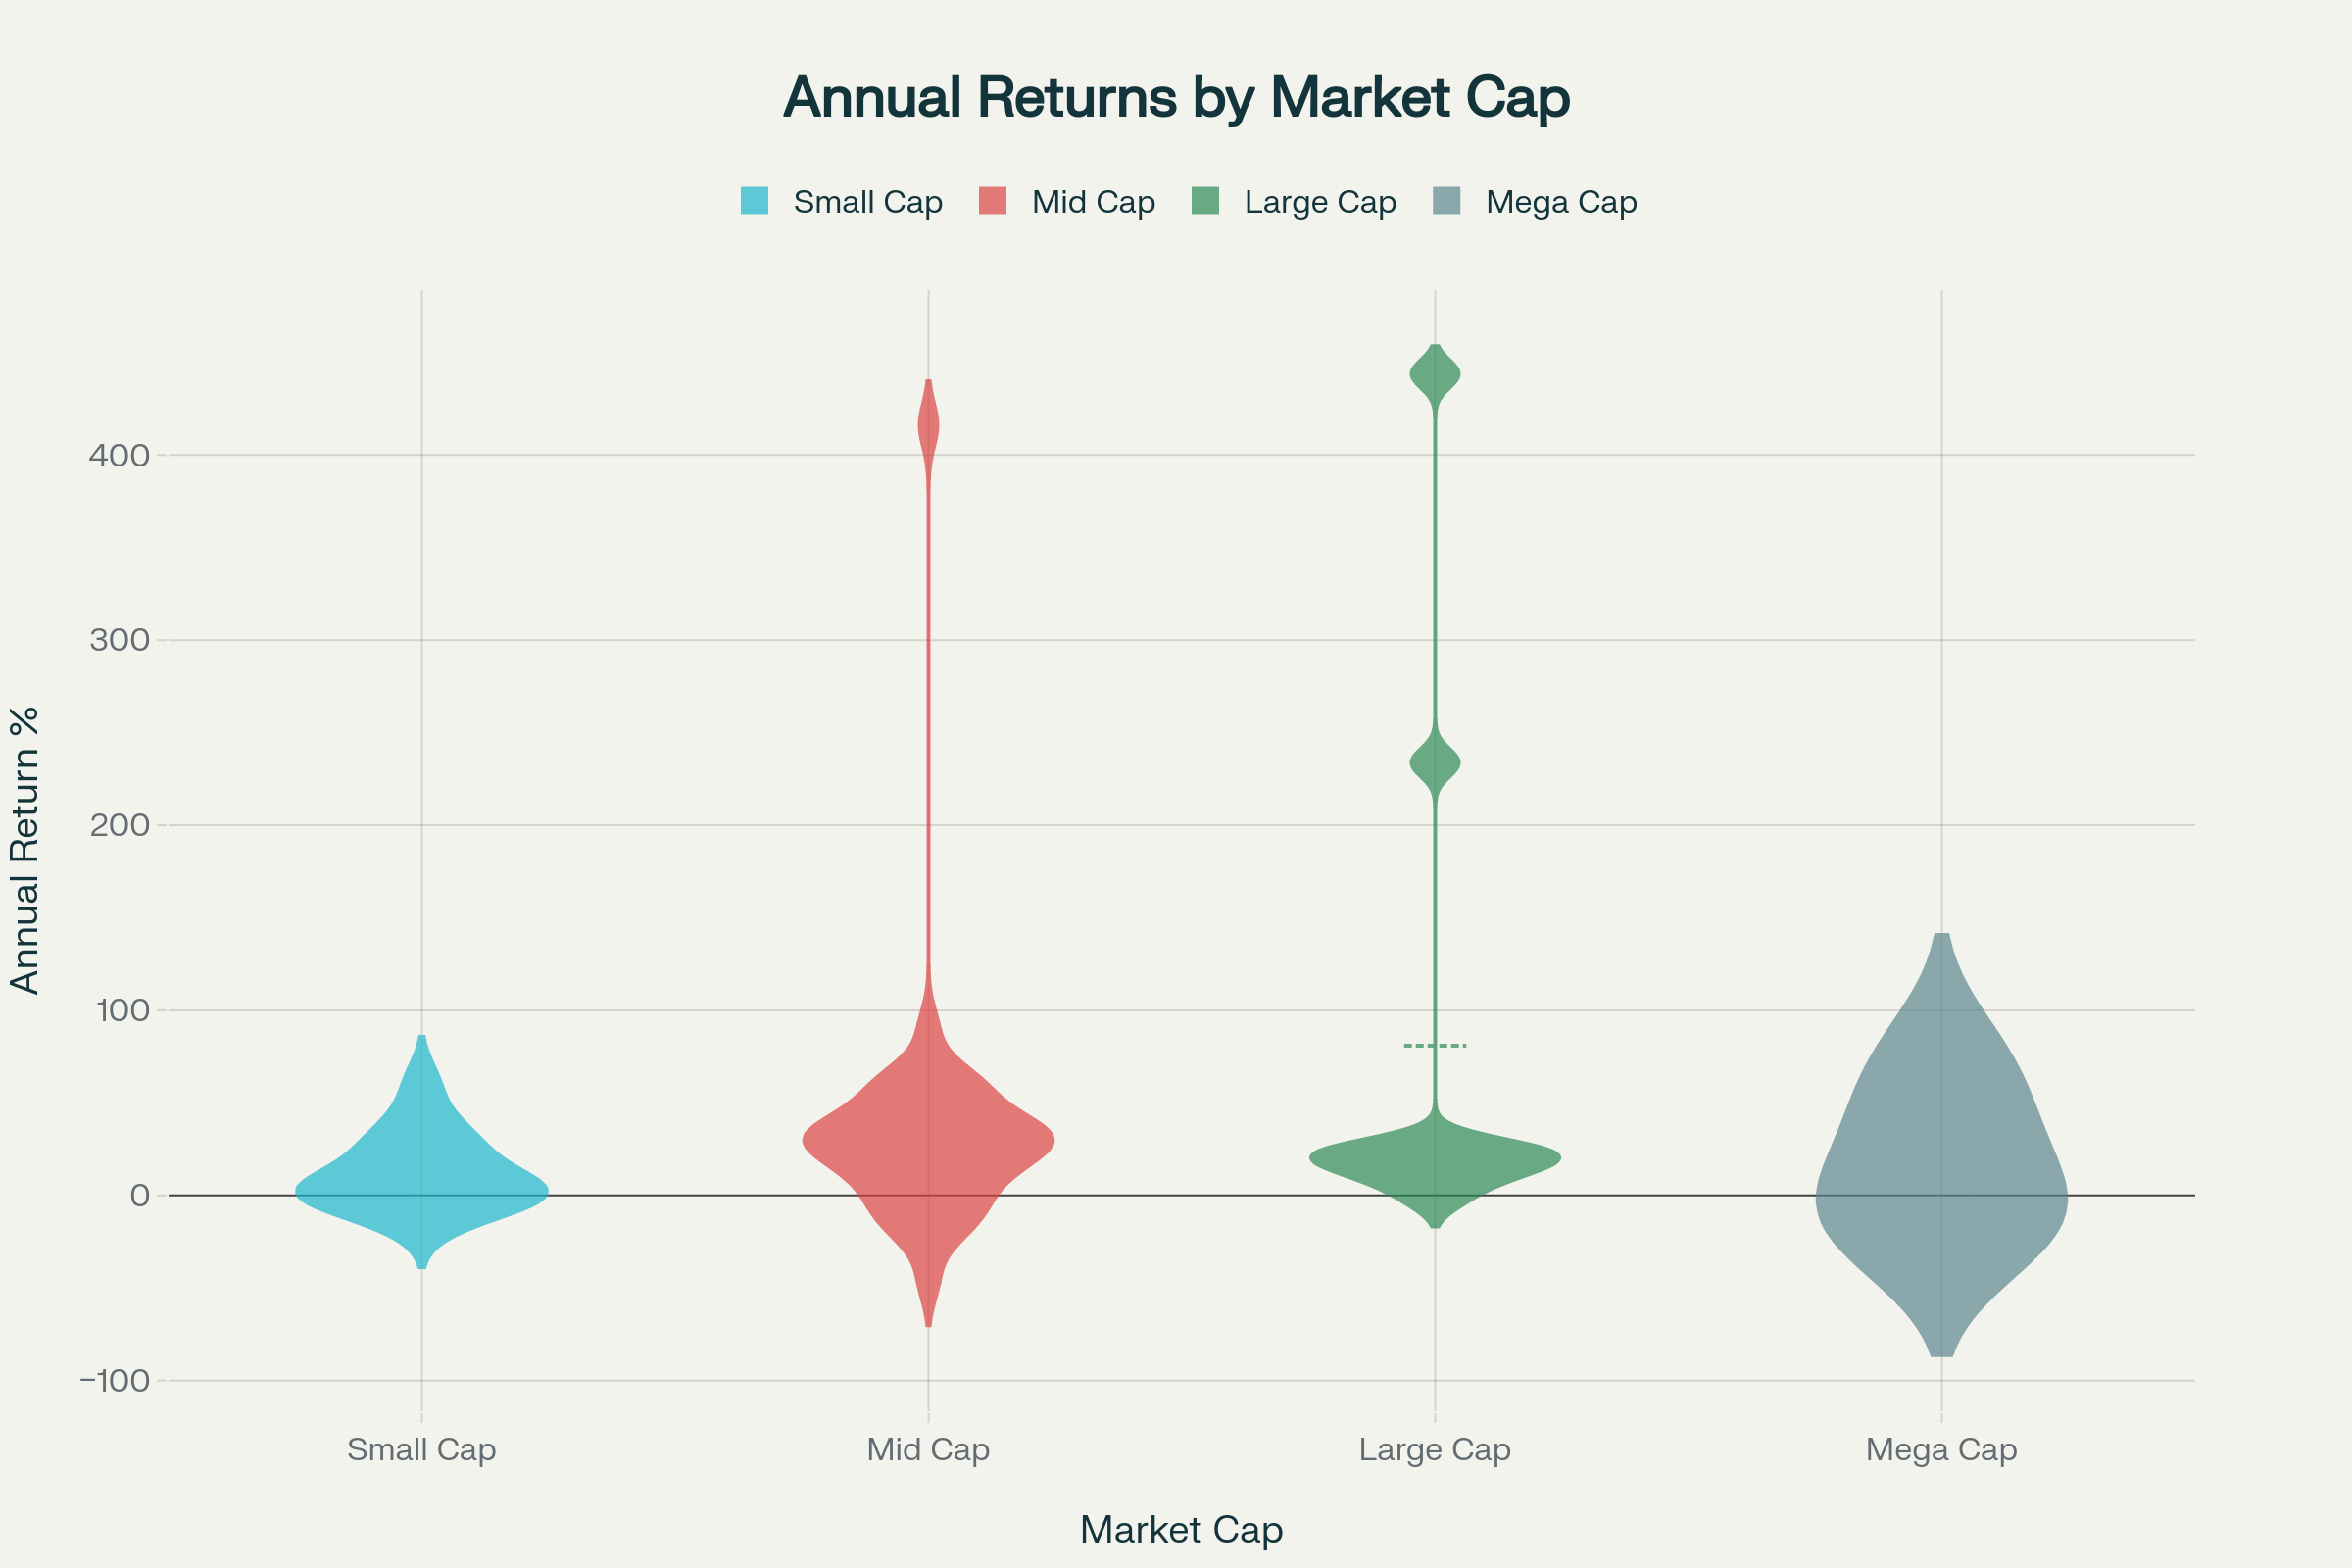 Annual Returns by Market Cap
Small Cap Mid Cap Large Cap Mega Cap
Annual Return %
400
300
200
100
0
−100
Small Cap Mid Cap Large Cap Mega Cap
Market Cap